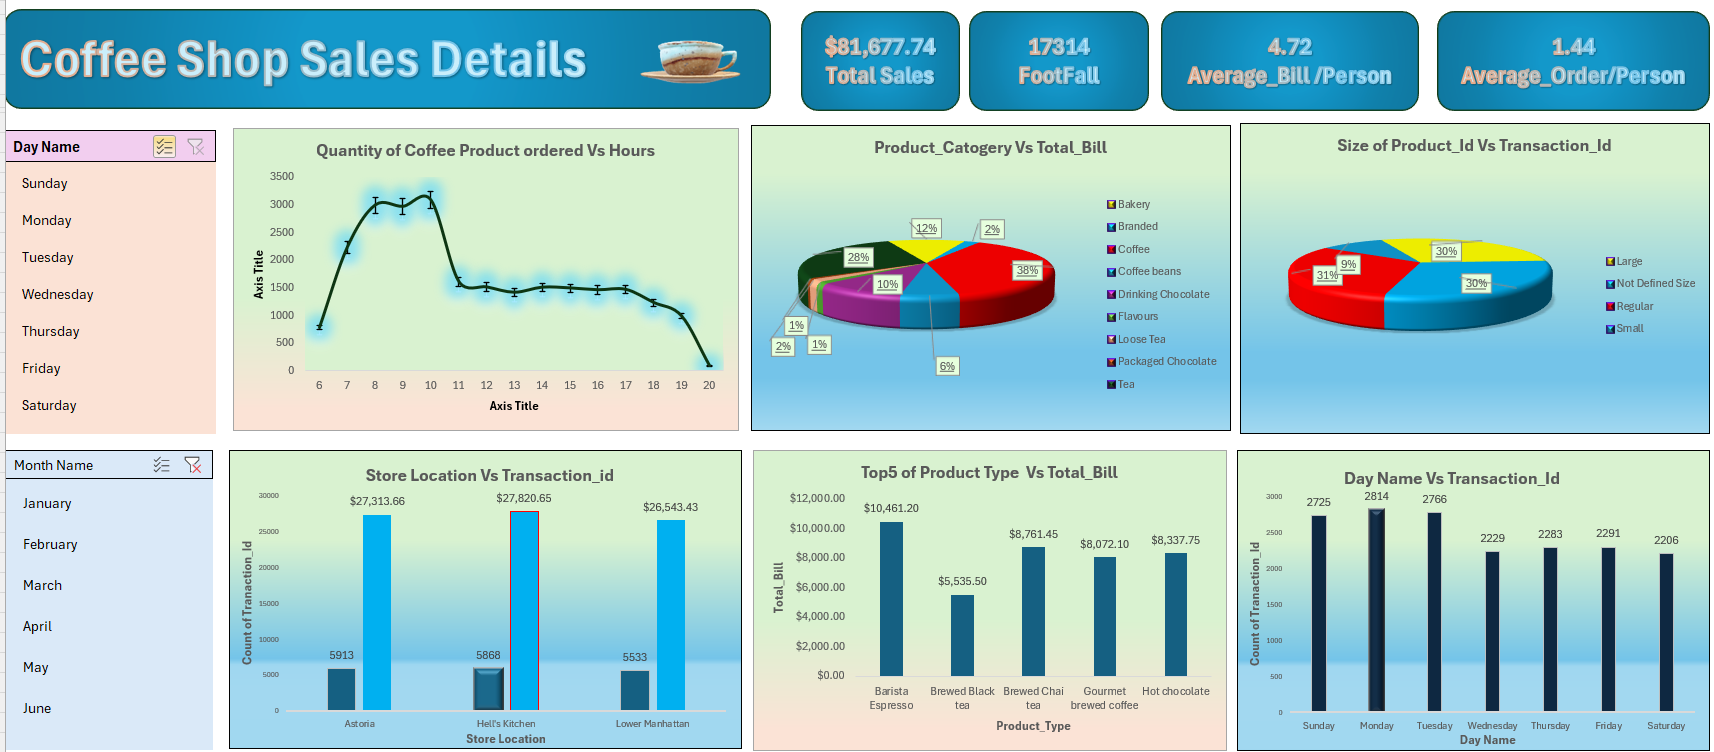 Coffee Shop Sales Details
$81,677.74
Total Sales
17314
FootFall
4.72
Average_Bill /Person
1.44
Average_Order/Person
Day Name
Sunday
Monday
Tuesday
Wednesday
Thursday
Friday
Saturday
Quantity of Coffee Product ordered Vs Hours
3500
3000
2500
2000
1500
1000
500
0
Axis Title
6 7 8 9 10 11 12 13 14 15 16 17 18 19 20
Axis Title
Product_Catogery Vs Total_Bill
12%
2%
28%
38%
10%
1%
2%
1%
6%
Bakery
Branded
Coffee
Coffee beans
Drinking Chocolate
Flavours
Loose Tea
Packaged Chocolate
Tea
Size of Product_Id Vs Transaction_Id
30%
9%
31%
30%
Large
Not Defined Size
Regular
Small
Month Name
January
February
March
April
May
June
Store Location Vs Transaction_id
30000
25000
20000
15000
10000
5000
0
Count of Tranaction_Id
$27,313.66
$27,820.65
$26,543.43
5913
5868
5533
Astoria Hell's Kitchen Lower Manhattan
Store Location
Top5 of Product Type Vs Total_Bill
$12,000.00
$10,000.00
$8,000.00
$6,000.00
$4,000.00
$2,000.00
$0.00
Total_Bill
$10,461.20
$5,535.50
$8,761.45
$8,072.10
$8,337.75
Barista
Espresso
Brewed Black
tea
Brewed Chai
tea
Gourmet
brewed coffee
Hot chocolate
Product_Type
Day Name Vs Transaction_Id
3000
2500
2000
1500
1000
500
0
Count of Tranaction_Id
2725
2814
2766
2229
2283
2291
2206
Sunday Monday Tuesday Wednesday Thursday Friday Saturday
Day Name